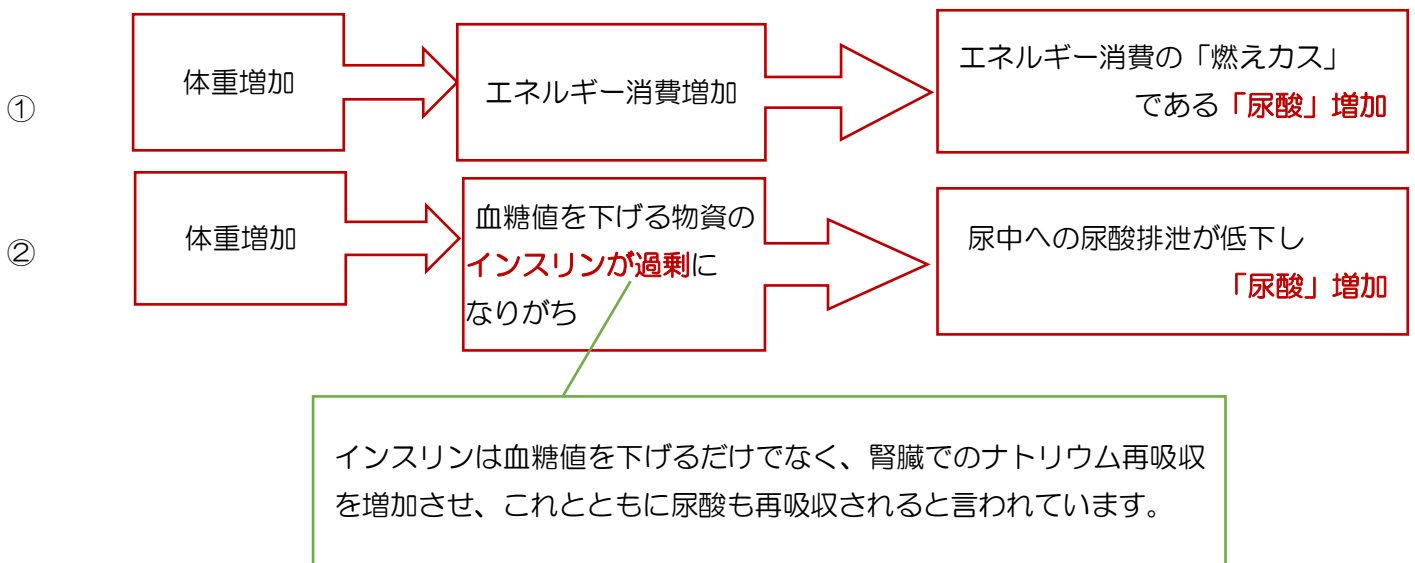 ①
体重増加
エネルギー消費増加
エネルギー消費の「燃えカス」
である「尿酸」増加
②
体重増加
血糖値を下げる物資の
インスリンが過剰に
なりがち
尿中への尿酸排泄が低下し
「尿酸」増加
インスリンは血糖値を下げるだけでなく、腎臓でのナトリウム再吸収
を増加させ、これとともに尿酸も再吸収されると言われています。